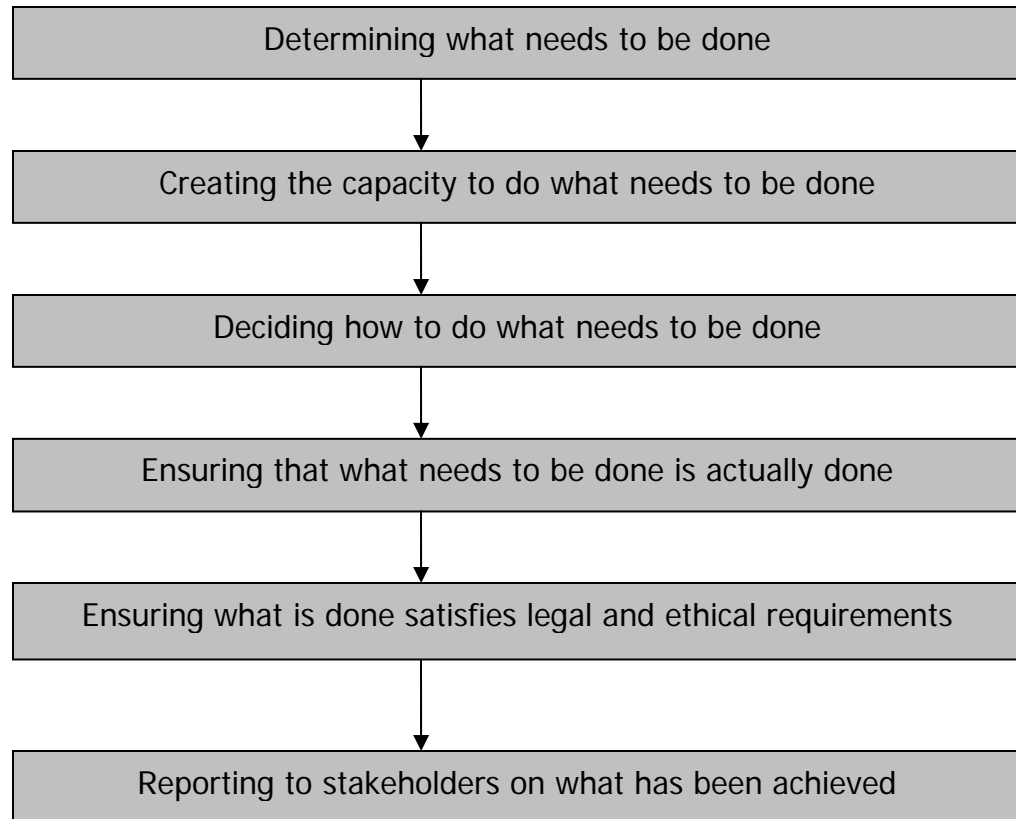 Determining what needs to be done
Creating the capacity to do what needs to be done
Deciding how to do what needs to be done
Ensuring that what needs to be done is actually done
Ensuring what is done satisfies legal and ethical requirements
Reporting to stakeholders on what has been achieved